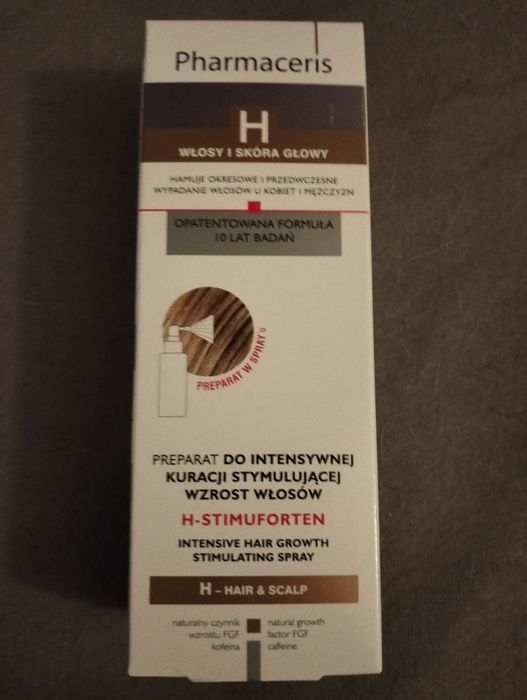 Pharmaceris
H
WŁOSY I SKÓRA GŁOWY
HAMUJE OKRESOWE I PRZEDWCZESNE
WYPADANIE WŁOSÓW U KOBIET I MĘŻCZYZN
OPATENTOWANA FORMUŁA
10 LAT BADAŃ
PREPARAT W SPRAY'U
PREPARAT DO INTENSYWNEJ
KURACJI STYMULUJĄCEJ
WZROST WŁOSÓW
H-STIMUFORTEN
INTENSIVE HAIR GROWTH
STIMULATING SPRAY
H – HAIR & SCALP
naturalny czynnik
wzrostu FGF
kofeina
natural growth
factor FGF
caffeine